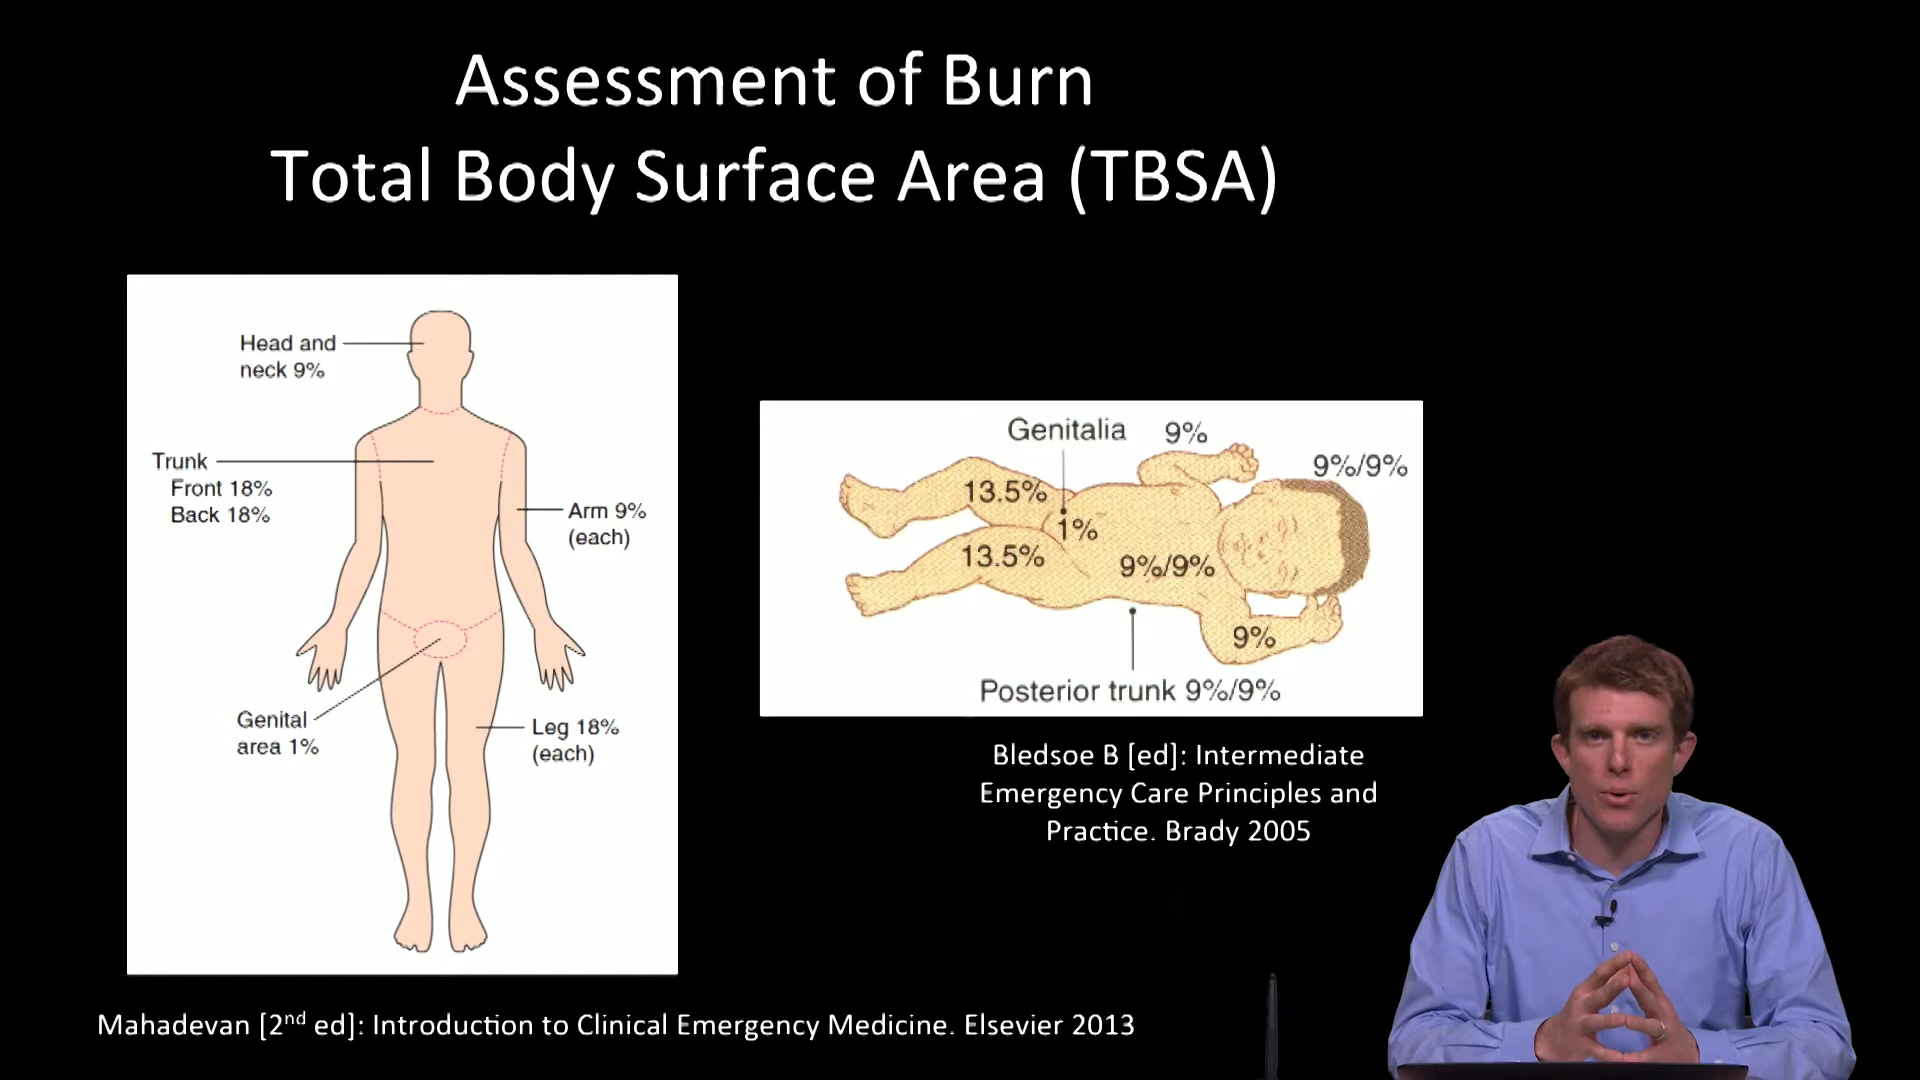 Assessment of Burn
Total Body Surface Area (TBSA)
Head and
neck 9%
Trunk
Front 18%
Back 18%
Arm 9%
(each)
Genital
area 1%
Leg 18%
(each)
Genitalia
9%
9%/9%
13.5%
1%
13.5%
9%/9%
9%
Posterior trunk 9%/9%
Bledsoe B [ed]: Intermediate
Emergency Care Principles and
Practice. Brady 2005
Mahadevan [2nd ed]: Introduction to Clinical Emergency Medicine. Elsevier 2013